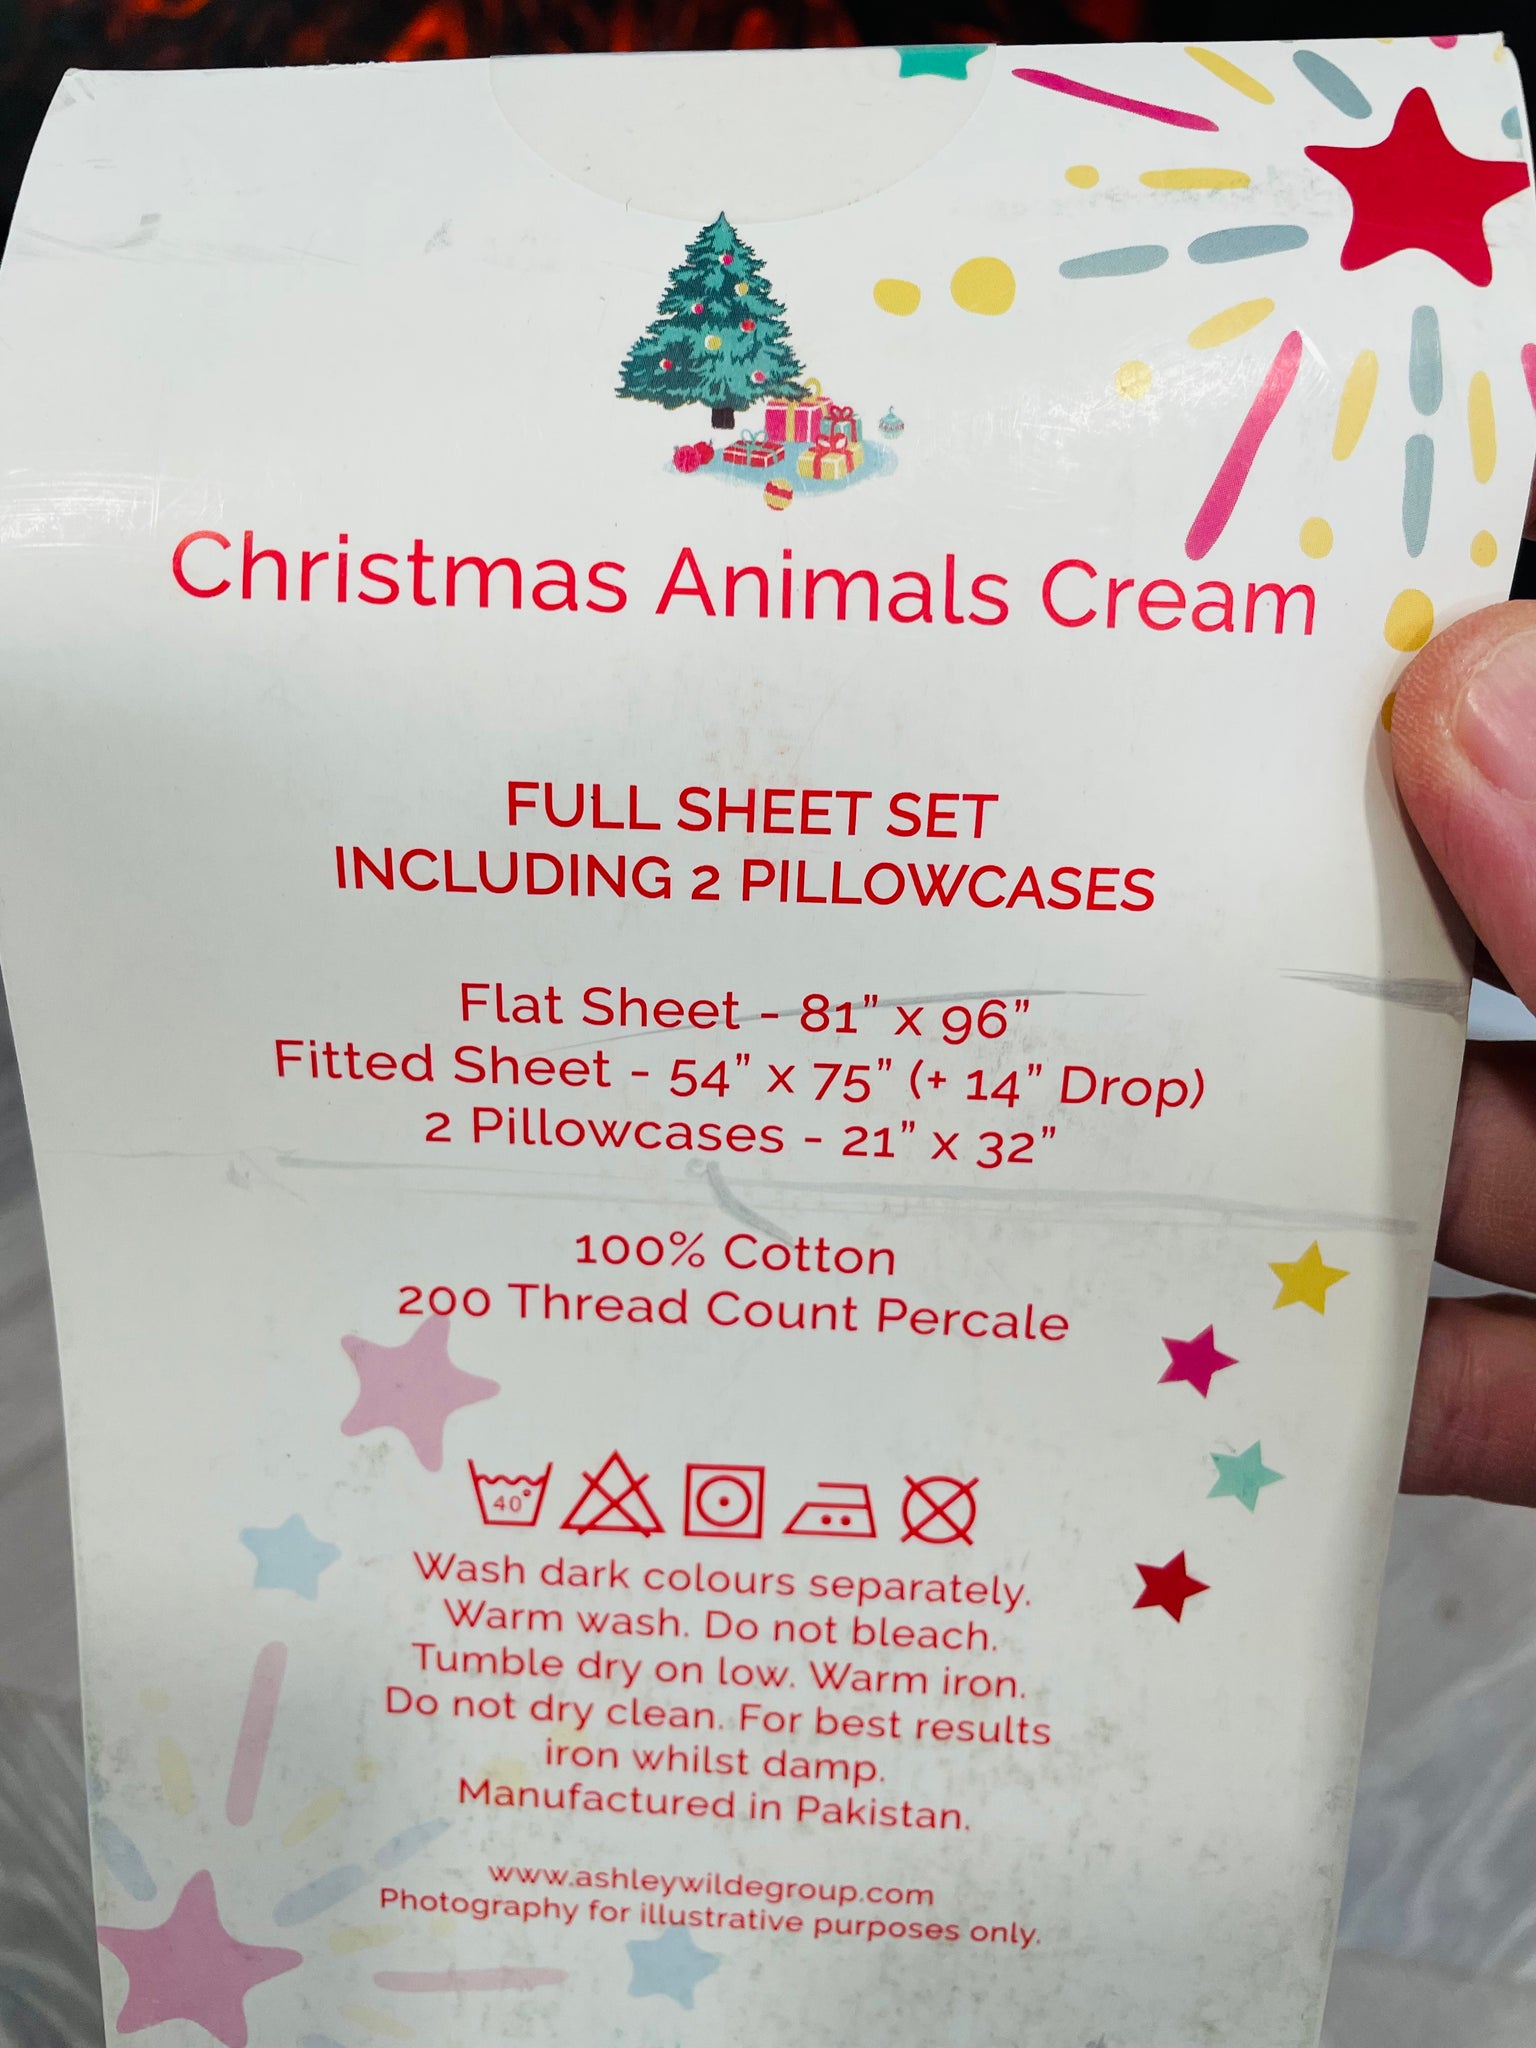 Christmas Animals Cream
FULL SHEET SET
INCLUDING 2 PILLOWCASES
Flat Sheet - 81” x 96”
Fitted Sheet - 54” x 75” (+ 14” Drop)
2 Pillowcases - 21” x 32”
100% Cotton
200 Thread Count Percale
40°
Wash dark colours separately.
Warm wash. Do not bleach.
Tumble dry on low. Warm iron.
Do not dry clean. For best results
iron whilst damp.
Manufactured in Pakistan.
www.ashleywildegroup.com
Photography for illustrative purposes only.